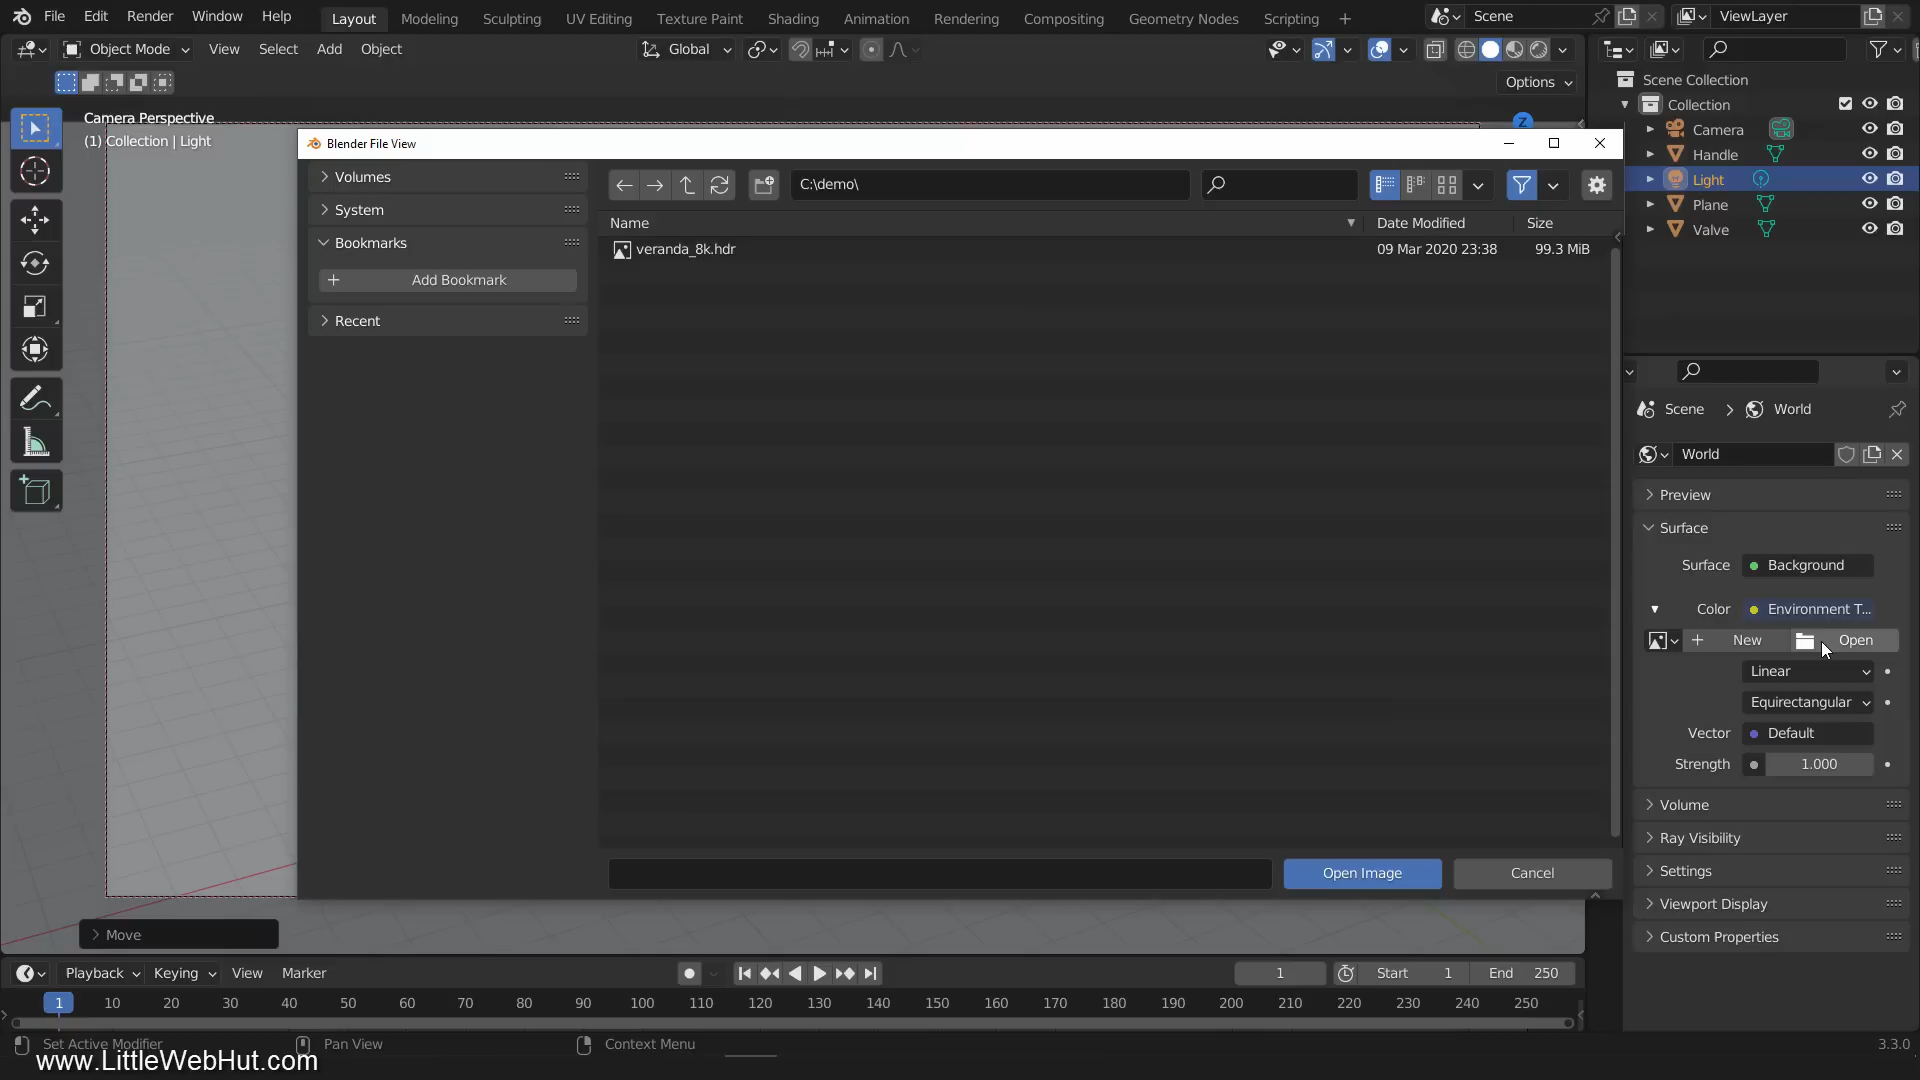 File Edit Render Window Help Layout Modeling Sculpting UV Editing Texture Paint Shading Animation Rendering Compositing Geometry Nodes Scripting + Scene ViewLayer
Object Mode View Select Add Object Global
Options
Scene Collection
Collection
Camera
Handle
Light
Plane
Valve
Camera Perspective
(1) Collection | Light
Z
Blender File View
Volumes
System
Bookmarks
+ Add Bookmark
Recent
C:\demo\
Name Date Modified Size
veranda_8k.hdr 09 Mar 2020 23:38 99.3 MiB
Open Image Cancel
Scene > World
World
Preview
Surface
Surface Background
Color Environment T...
+ New Open
Linear
Equirectangular
Vector Default
Strength 1.000
Volume
Ray Visibility
Settings
Viewport Display
Custom Properties
> Move
Playback Keying View Marker 1 Start 1 End 250
1 10 20 30 40 50 60 70 80 90 100 110 120 130 140 150 160 170 180 190 200 210 220 230 240 250
Set Active Modifier Pan View Context Menu 3.3.0
www.LittleWebHut.com